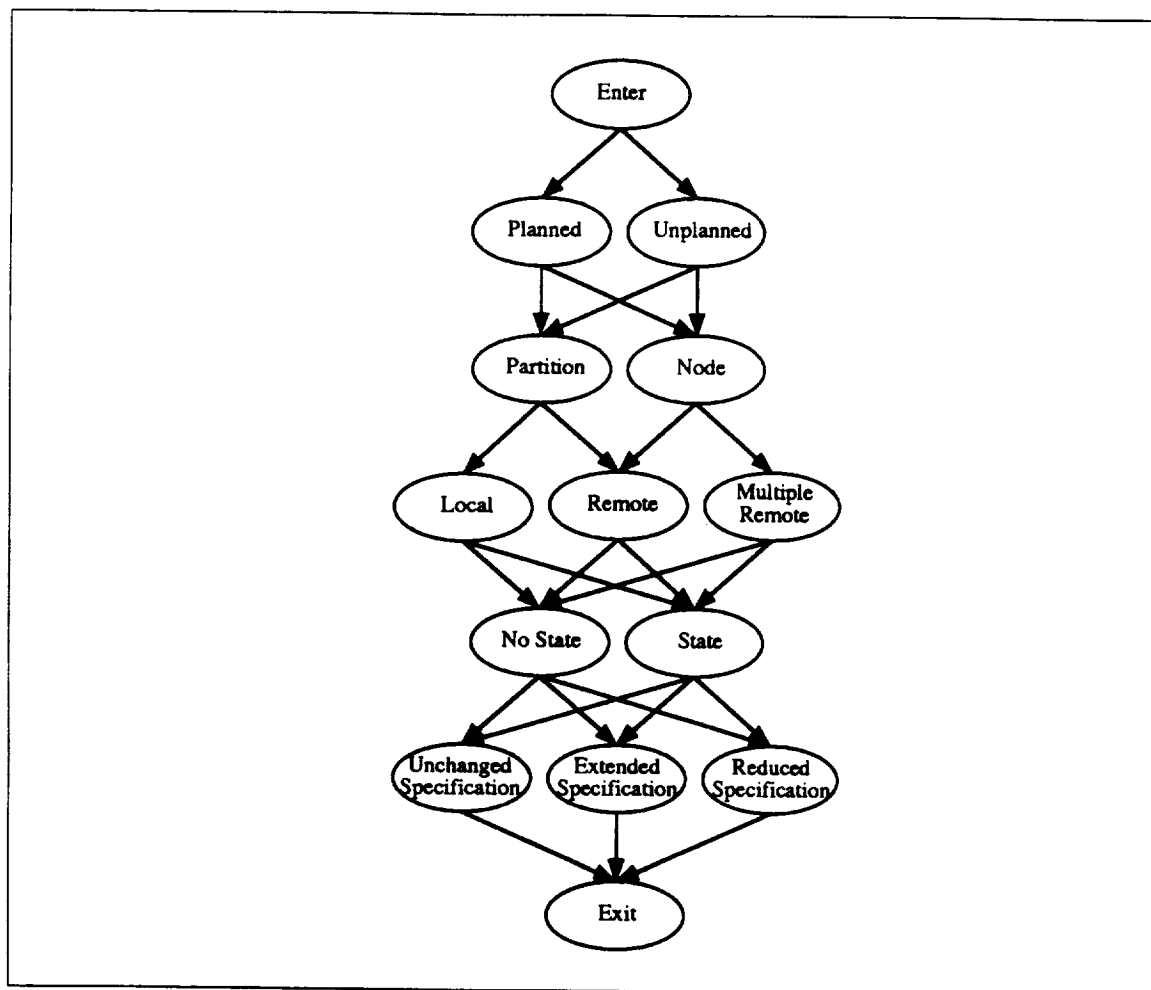 Enter
Planned
Unplanned
Partition
Node
Local
Remote
Multiple
Remote
No State
State
Unchanged
Specification
Extended
Specification
Reduced
Specification
Exit